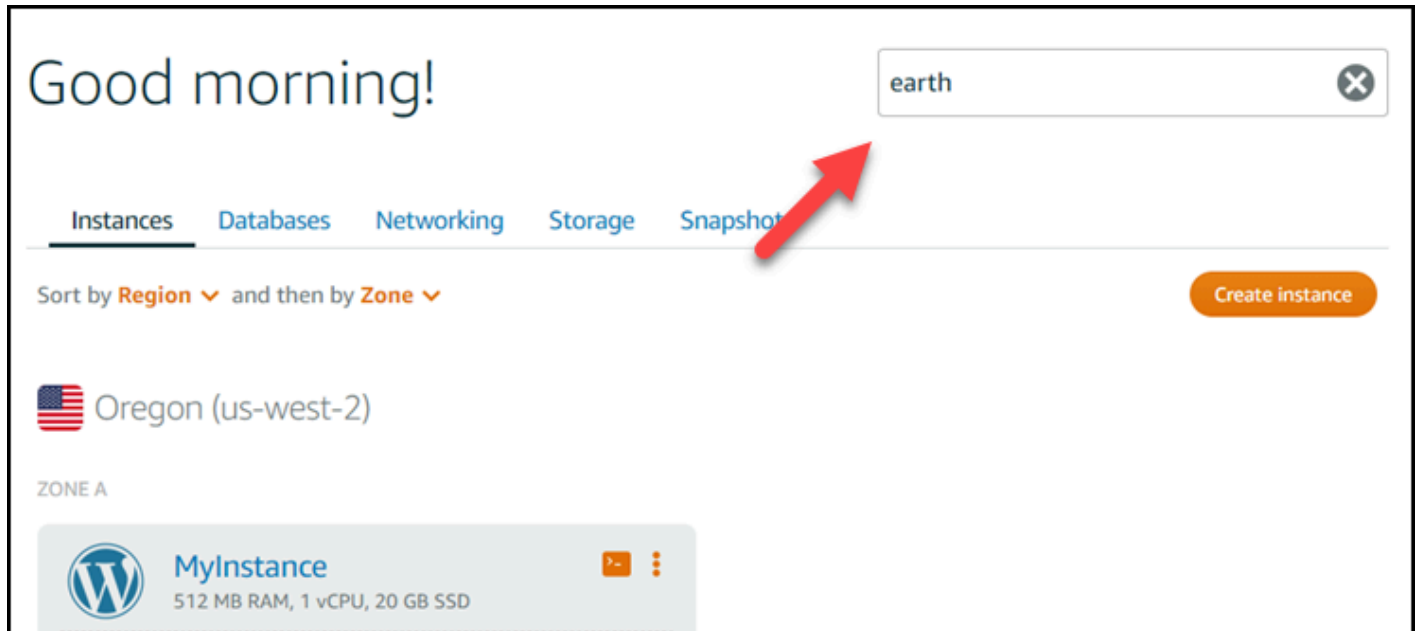 Good morning!
earth
Instances Databases Networking Storage Snapshot
Sort by Region and then by Zone
Create instance
Oregon (us-west-2)
ZONE A
MyInstance
512 MB RAM, 1 vCPU, 20 GB SSD